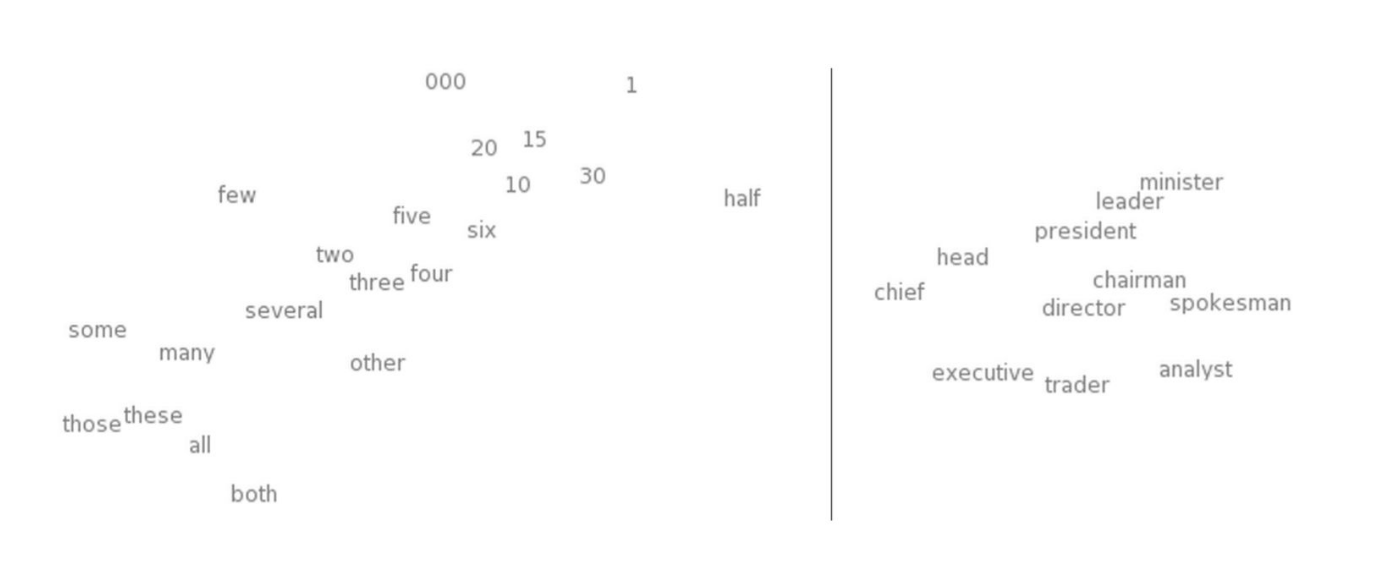 000
1
20
15
10
30
few
half
five
six
two
three
four
several
some
many
other
those
these
all
both
minister
leader
president
head
chairman
chief
director
spokesman
executive
trader
analyst